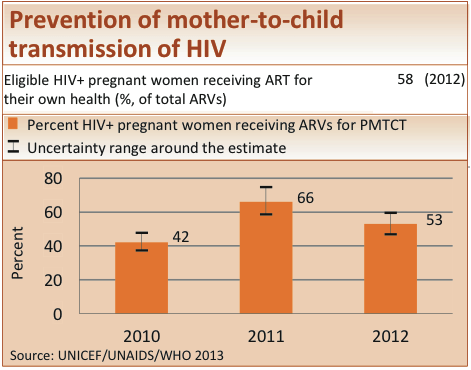 Prevention of mother-to-child
transmission of HIV
Eligible HIV+ pregnant women receiving ART for
their own health (%, of total ARVs)
58 (2012)
Percent HIV+ pregnant women receiving ARVs for PMTCT
Uncertainty range around the estimate
Percent
80
60
40
20
0
42
66
53
2010 2011 2012
Source: UNICEF/UNAIDS/WHO 2013